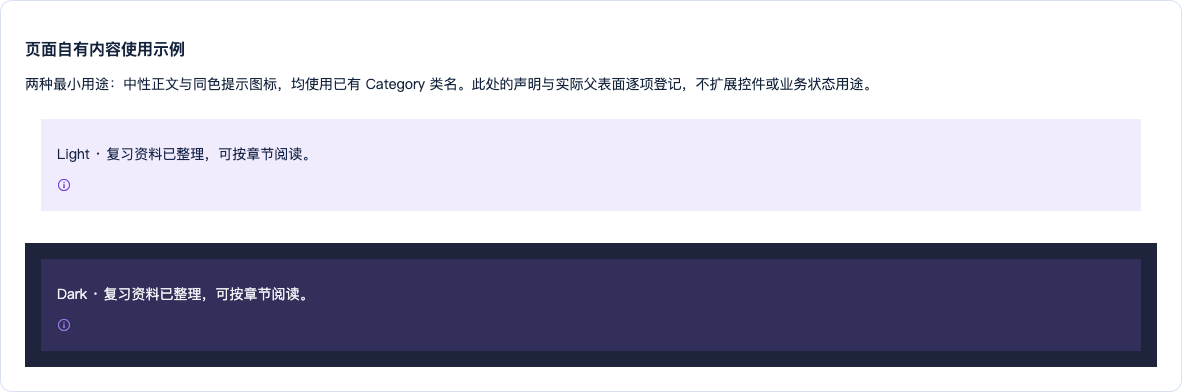 页面自有内容使用示例
两种最小用途：中性正文与同色提示图标，均使用已有 Category 类名。此处的声明与实际父表面逐项登记，不扩展控件或业务状态用途。
Light · 复习资料已整理，可按章节阅读。
Dark · 复习资料已整理，可按章节阅读。